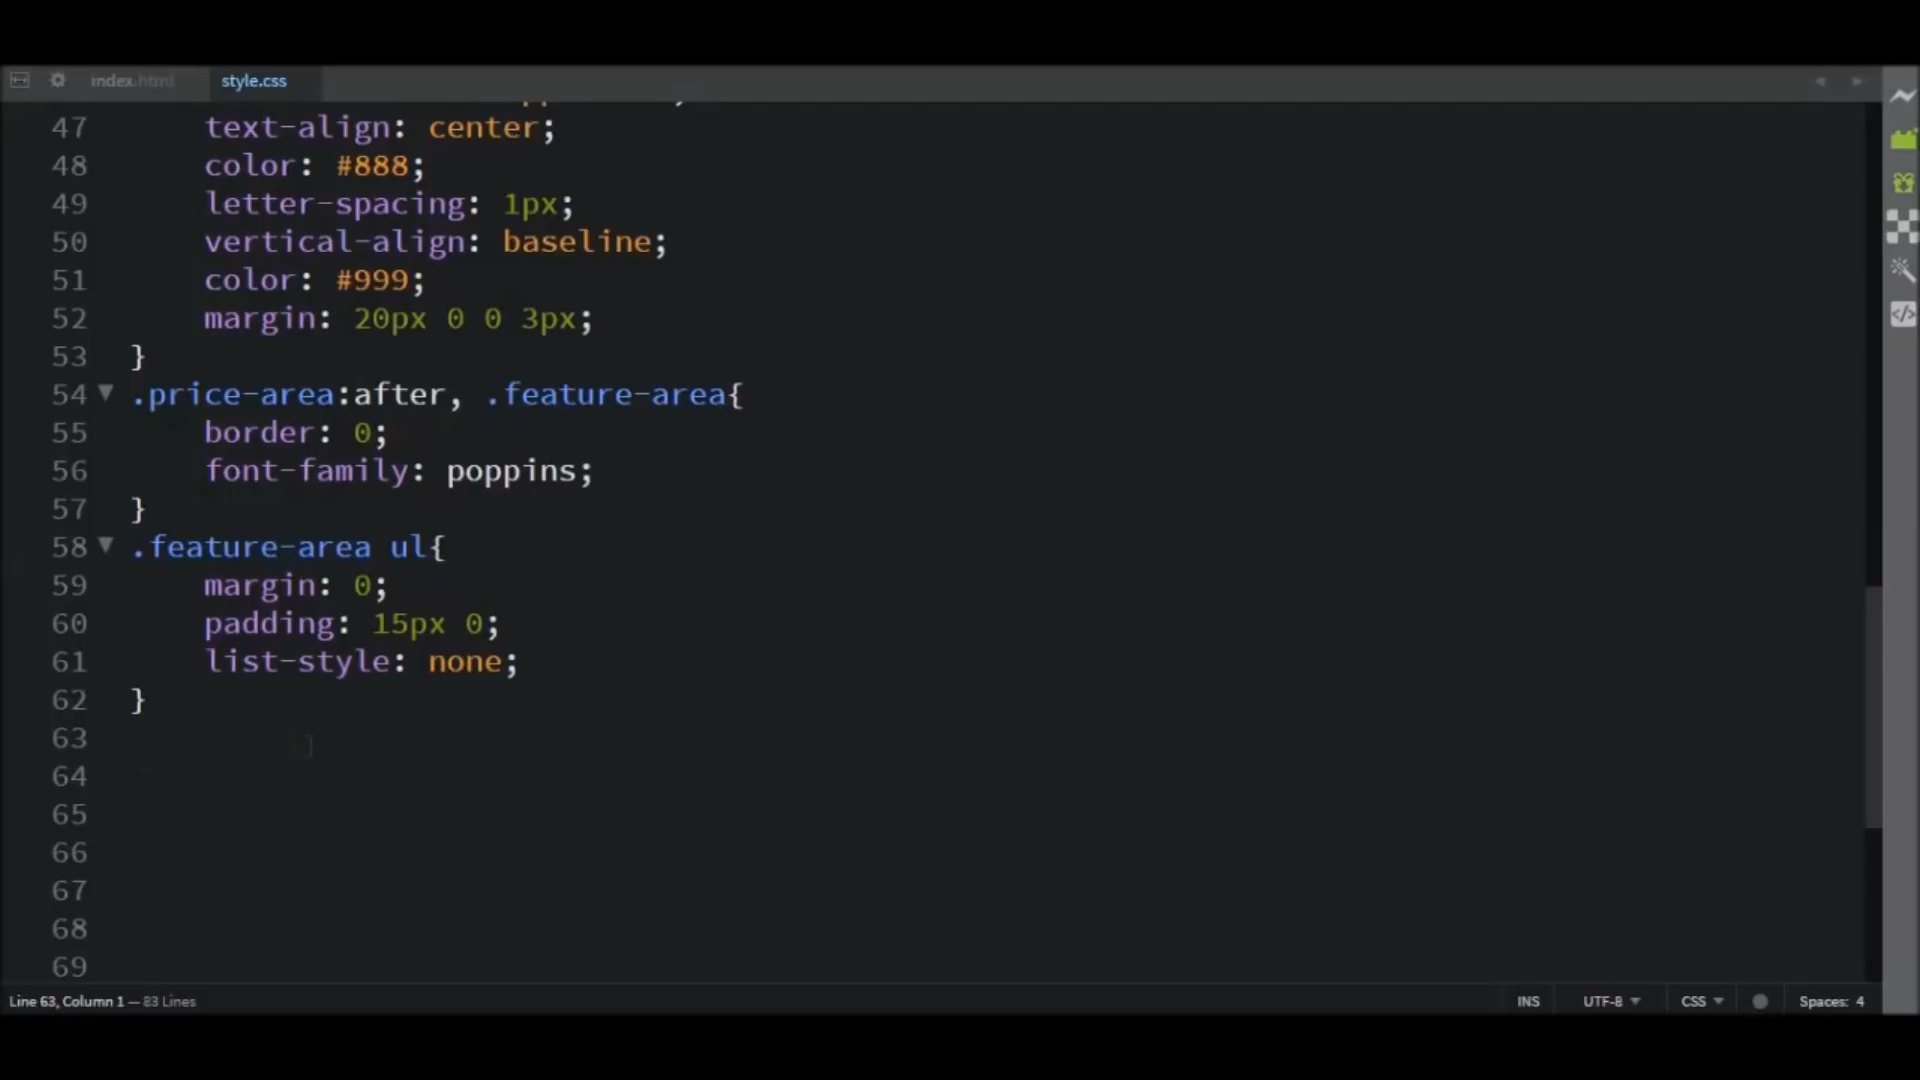 index.html style.css
47 text-align: center;
48 color: #888;
49 letter-spacing: 1px;
50 vertical-align: baseline;
51 color: #999;
52 margin: 20px 0 0 3px;
53 }
54 .price-area:after, .feature-area{
55 border: 0;
56 font-family: poppins;
57 }
58 .feature-area ul{
59 margin: 0;
60 padding: 15px 0;
61 list-style: none;
62 }
63
64
65
66
67
68
69
Line 63, Column 1 — 83 Lines INS UTF-8 CSS Spaces: 4